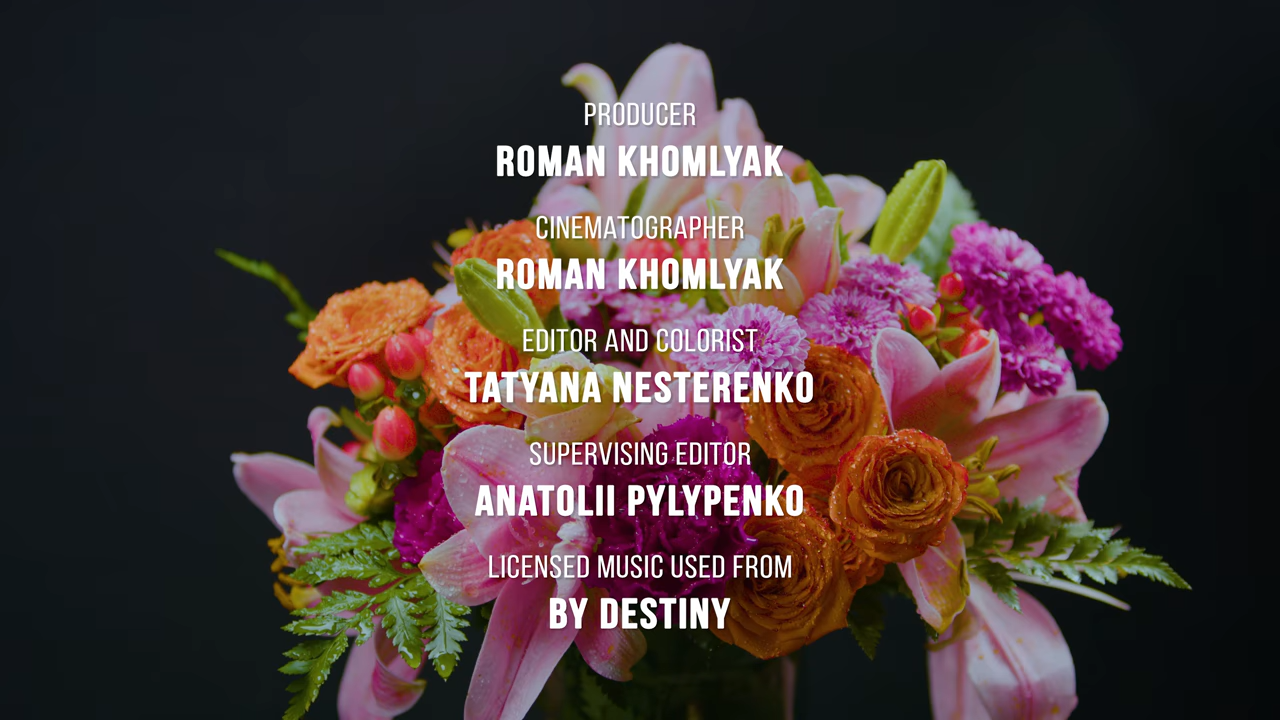 PRODUCER
ROMAN KHOMLYAK
CINEMATOGRAPHER
ROMAN KHOMLYAK
EDITOR AND COLORIST
TATYANA NESTERENKO
SUPERVISING EDITOR
ANATOLII PYLYPENKO
LICENSED MUSIC USED FROM
BY DESTINY